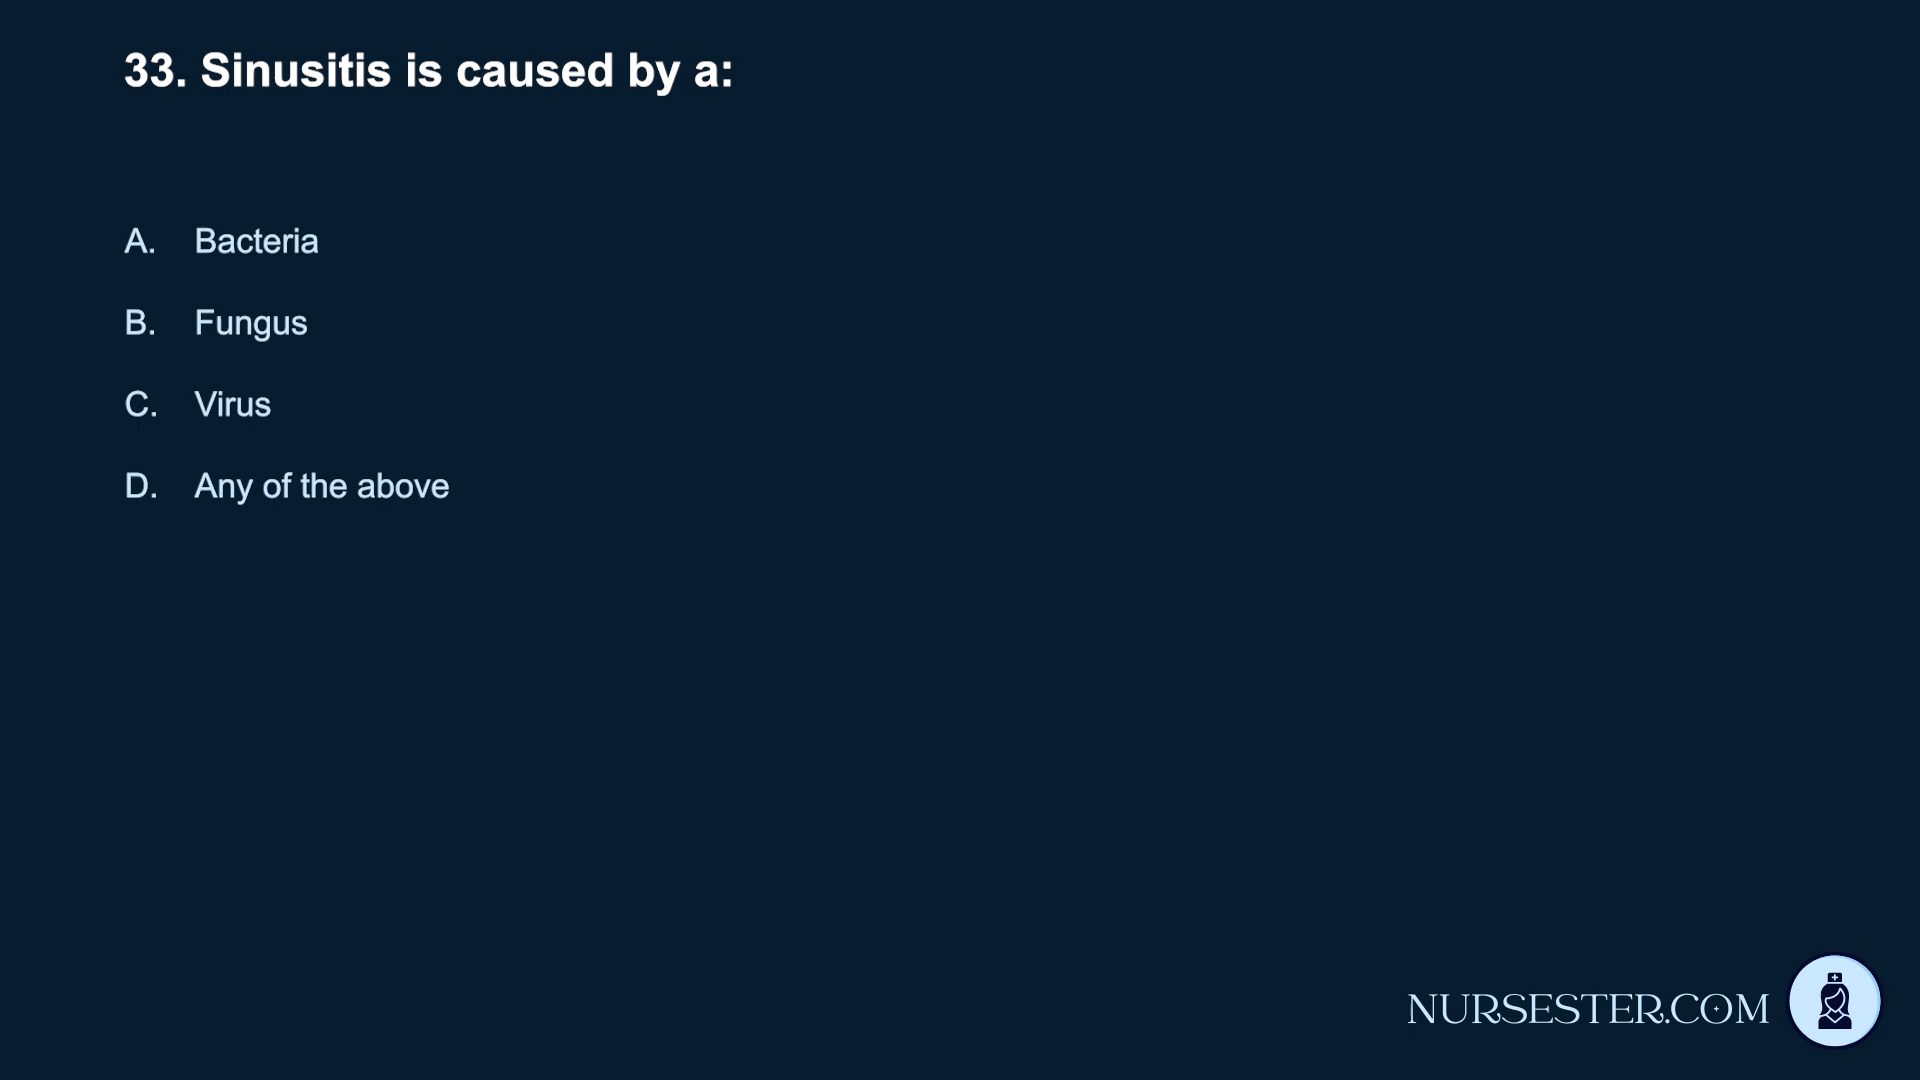 33. Sinusitis is caused by a:
A. Bacteria
B. Fungus
C. Virus
D. Any of the above
NURSESTER.COM